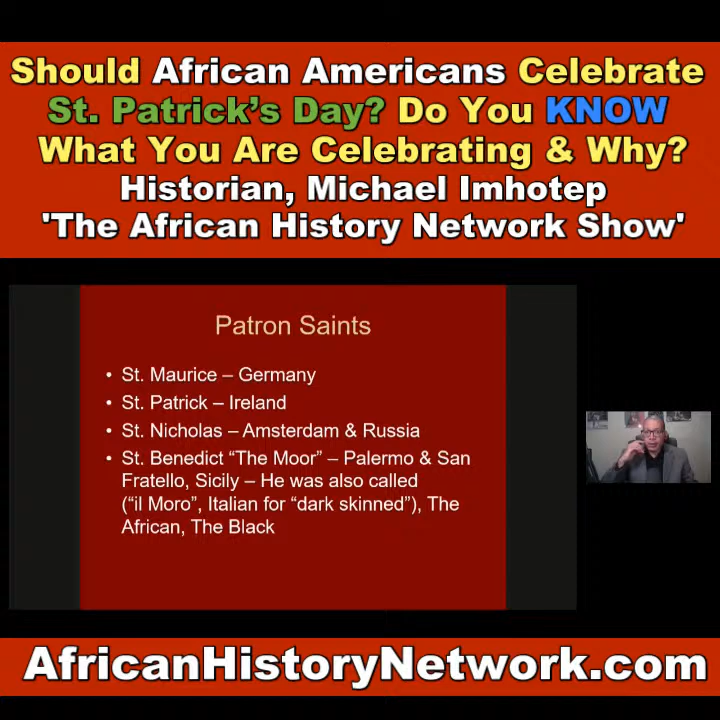 Should African Americans Celebrate
St. Patrick's Day? Do You KNOW
What You Are Celebrating & Why?
Historian, Michael Imhotep
'The African History Network Show'
Patron Saints
• St. Maurice – Germany
• St. Patrick – Ireland
• St. Nicholas – Amsterdam & Russia
• St. Benedict “The Moor” – Palermo & San
Fratello, Sicily – He was also called
(“il Moro”, Italian for “dark skinned”), The
African, The Black
AfricanHistoryNetwork.com